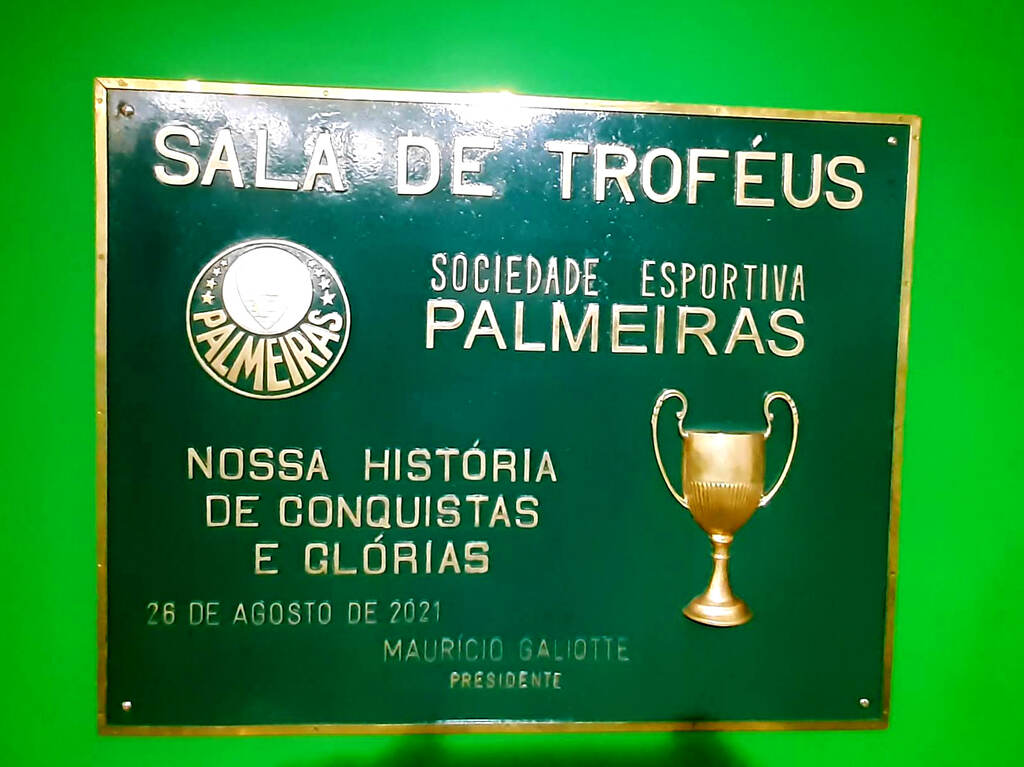 SALA DE TROFÉUS
SOCIEDADE ESPORTIVA
PALMEIRAS
PALMEIRAS
NOSSA HISTÓRIA
DE CONQUISTAS
E GLÓRIAS
26 DE AGOSTO DE 2021
MAURÍCIO GALIOTTE
PRESIDENTE